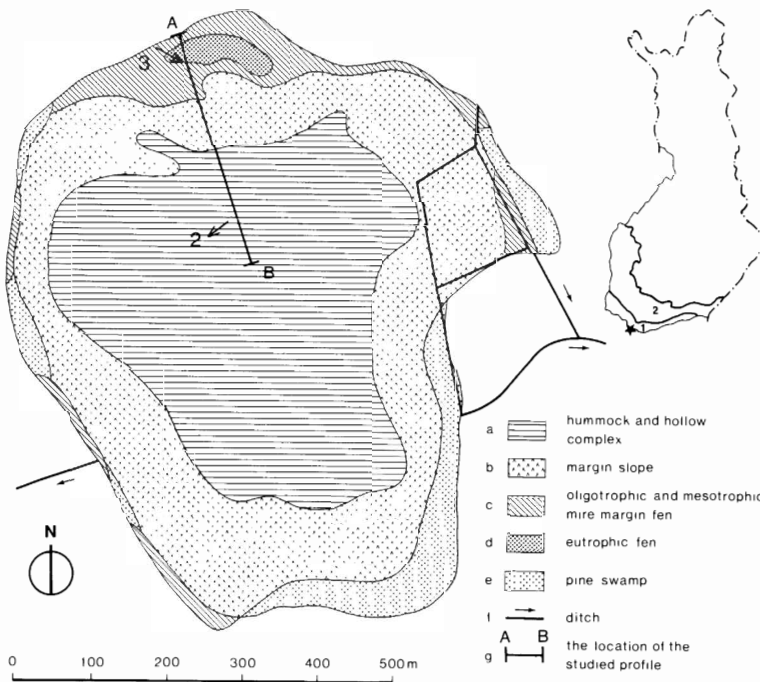 A
3
2
B
2
1
a hummock and hollow
complex
b margin slope
c oligotrophic and mesotrophic
mire margin fen
d eutrophic fen
e pine swamp
f ditch
A B
g the location of the
studied profile
N
0 100 200 300 400 500 m